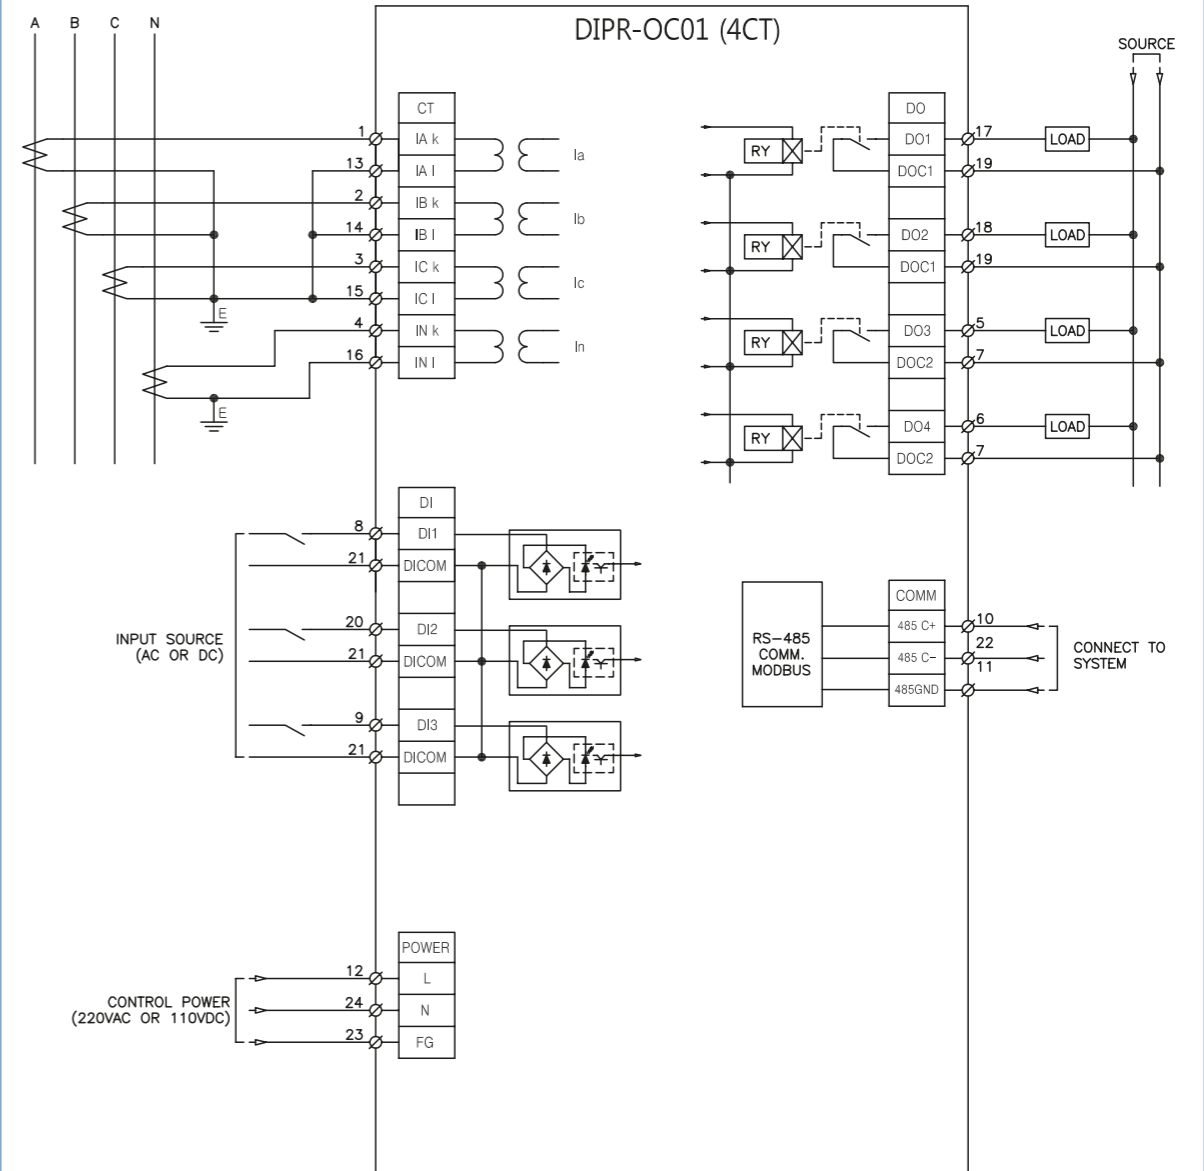 DIPR-OC01 (4CT)
A B C N
SOURCE
CT
1 IA k
13 IA l
Ia
2 IB k
14 IB l
Ib
3 IC k
15 IC l
Ic
E
4 IN k
16 IN l
In
E
DO
RY DO1 17 LOAD
DOC1 19
RY DO2 18 LOAD
DOC1 19
RY DO3 5 LOAD
DOC2 7
RY DO4 6 LOAD
DOC2 7
DI
8 DI1
21 DICOM
20 DI2
21 DICOM
9 DI3
21 DICOM
INPUT SOURCE
(AC OR DC)
RS-485
COMM.
MODBUS
COMM
485 C+ 10
485 C- 22
485GND 11
CONNECT TO
SYSTEM
POWER
12 L
24 N
23 FG
CONTROL POWER
(220VAC OR 110VDC)